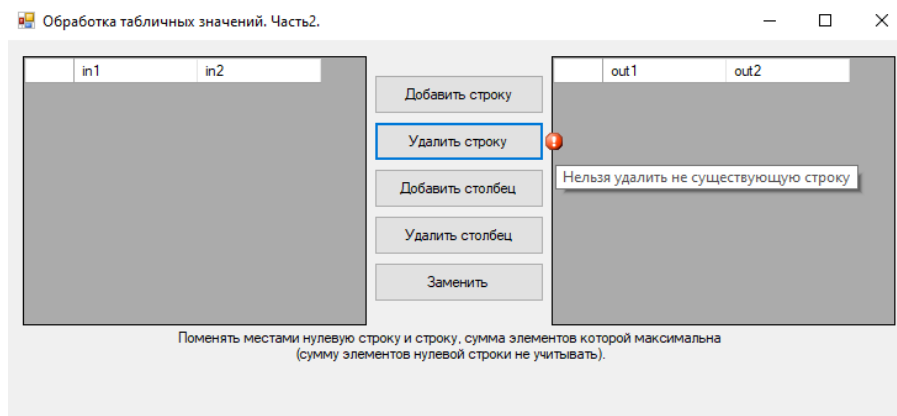 Обработка табличных значений. Часть2.
in1 in2
out1 out2
Добавить строку
Удалить строку
Нельзя удалить не существующую строку
Добавить столбец
Удалить столбец
Заменить
Поменять местами нулевую строку и строку, сумма элементов которой максимальна
(сумму элементов нулевой строки не учитывать).